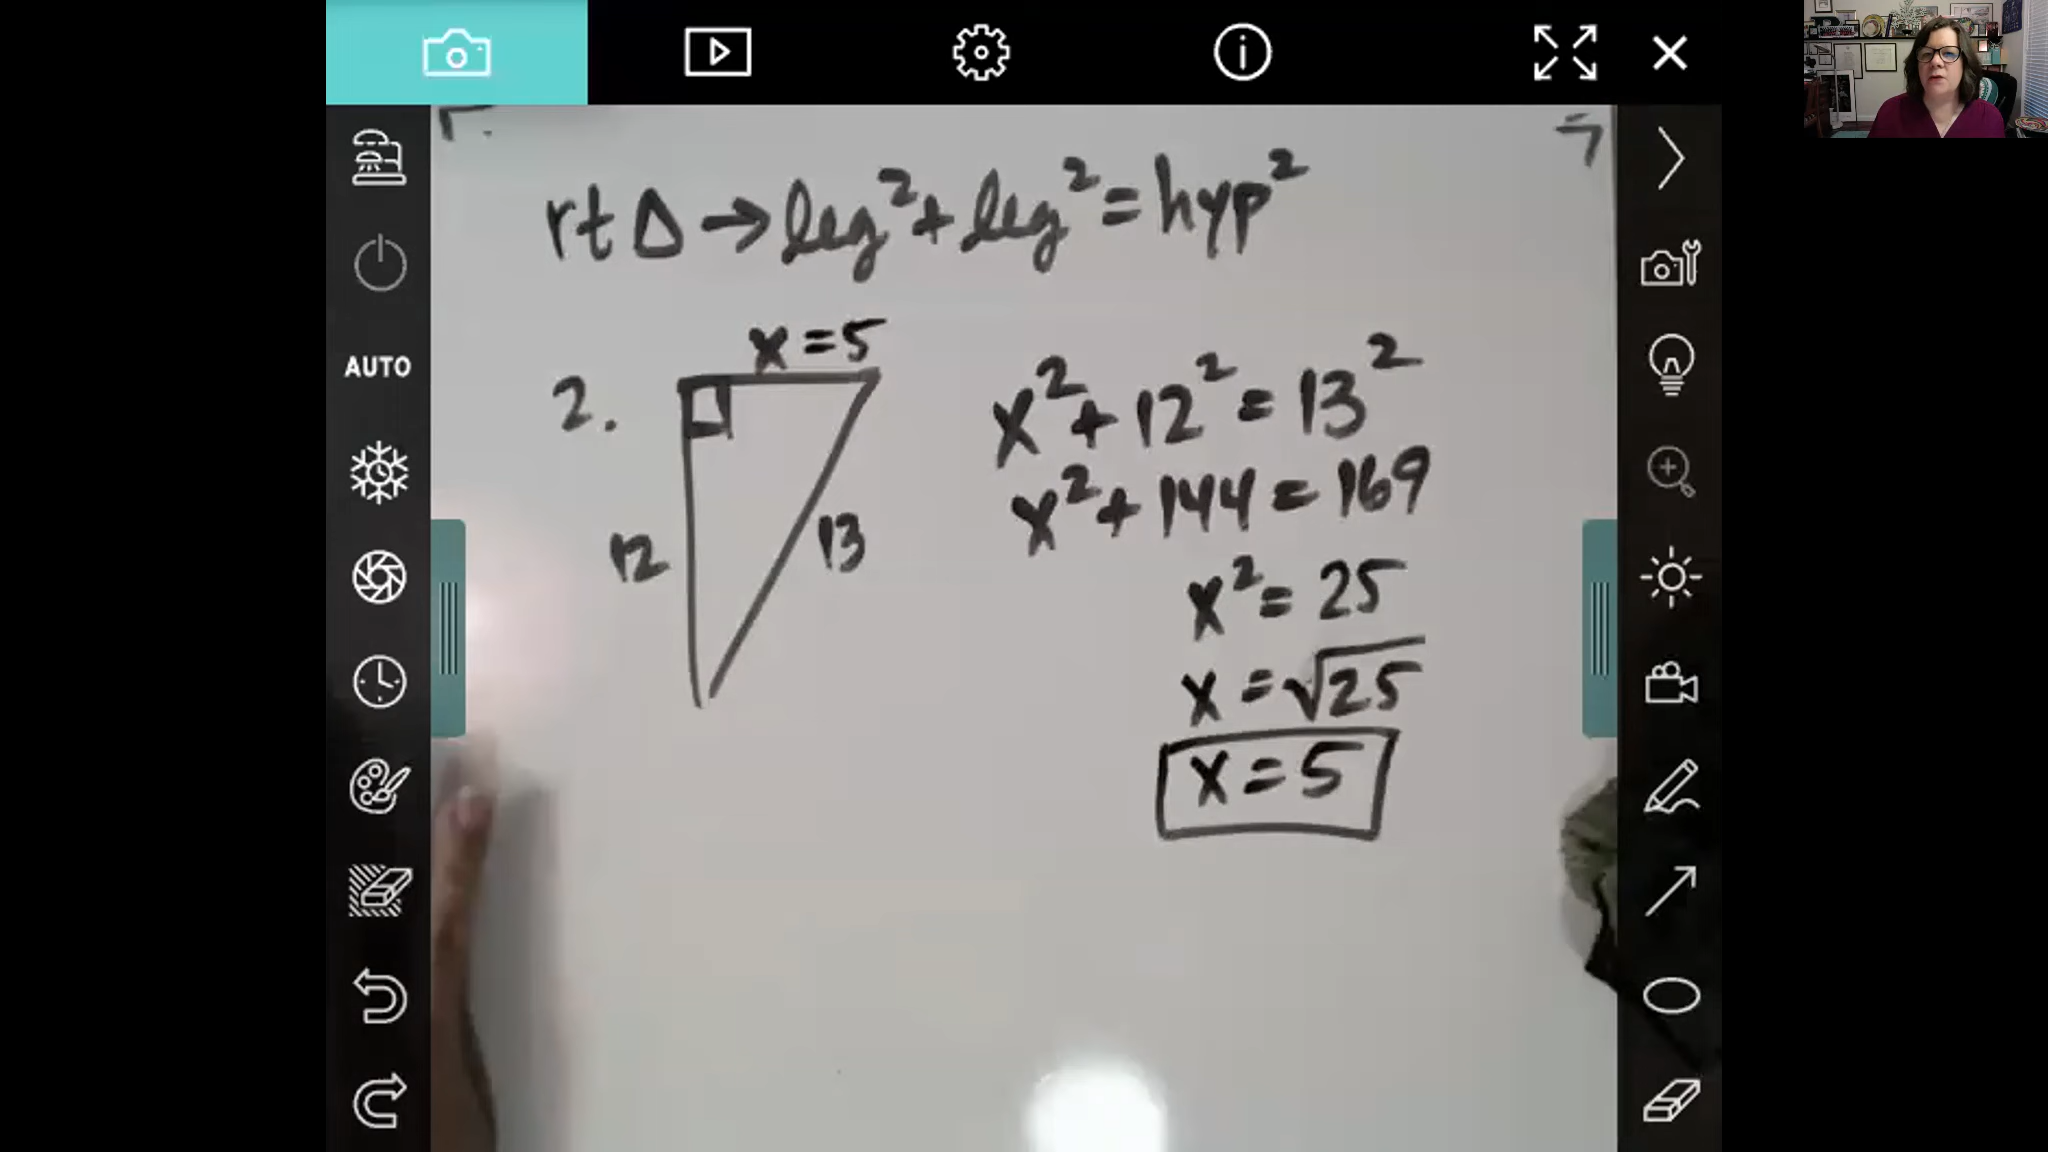 rt Δ → leg² + leg² = hyp²
x = 5
2.
12
13
x² + 12² = 13²
x² + 144 = 169
x² = 25
x = √25
x = 5
AUTO